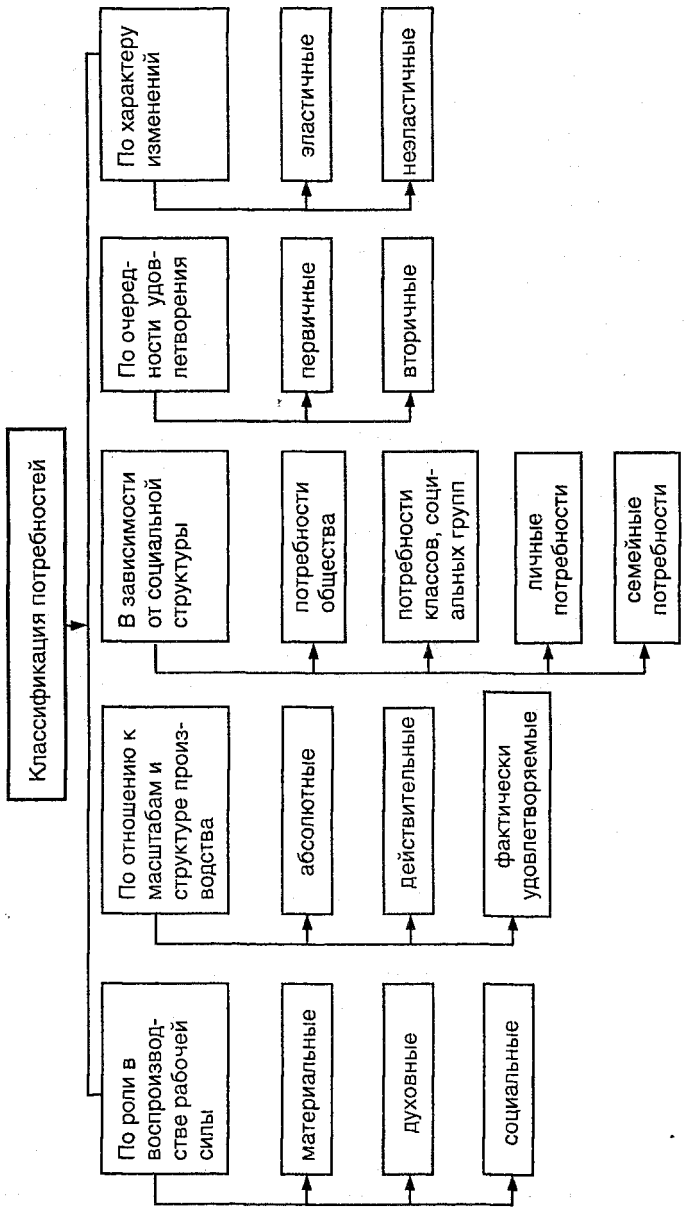 Классификация потребностей
По роли в
воспроизвод-
стве рабочей
силы
материальные
духовные
социальные
По отношению к
масштабам и
структуре произ-
водства
абсолютные
действительные
фактически
удовлетворяемые
В зависимости
от социальной
структуры
потребности
общества
потребности
классов, соци-
альных групп
личные
потребности
семейные
потребности
По очеред-
ности удов-
летворения
первичные
вторичные
По характеру
изменений
эластичные
неэластичные